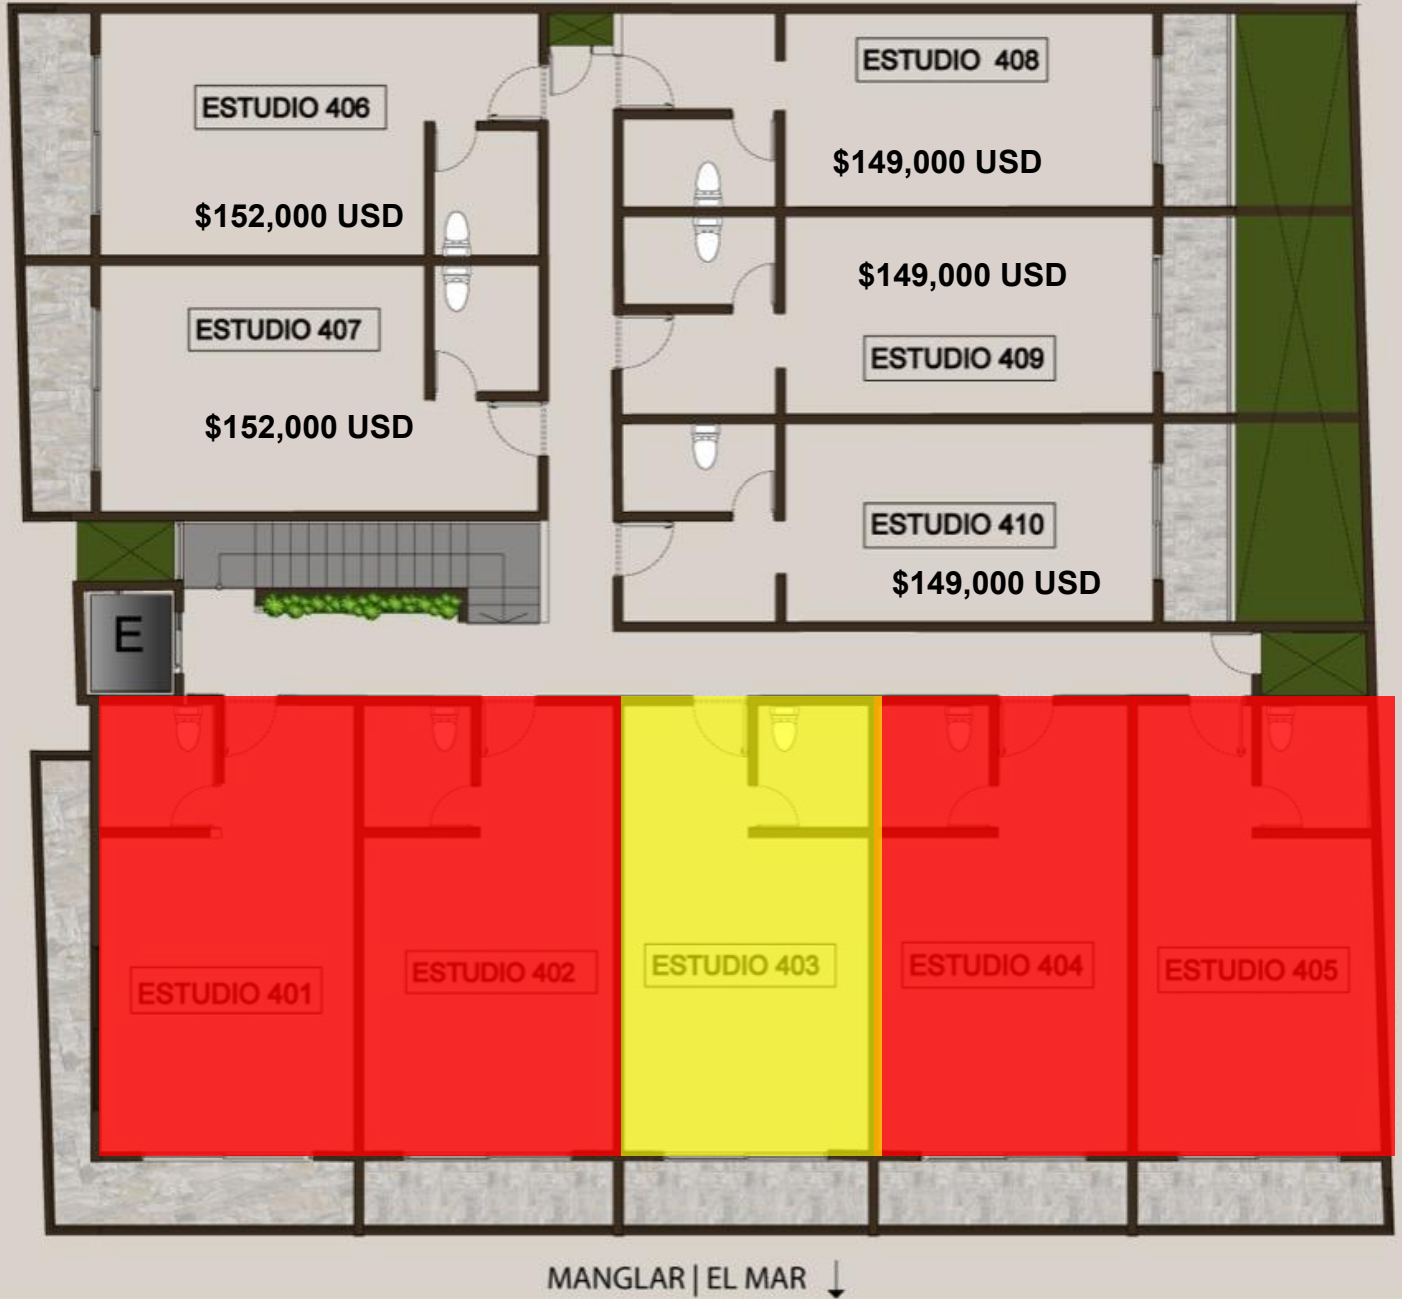 ESTUDIO 406
$152,000 USD
ESTUDIO 407
$152,000 USD
ESTUDIO 408
$149,000 USD
$149,000 USD
ESTUDIO 409
ESTUDIO 410
$149,000 USD
E
ESTUDIO 401
ESTUDIO 402
ESTUDIO 403
ESTUDIO 404
ESTUDIO 405
MANGLAR | EL MAR ↓